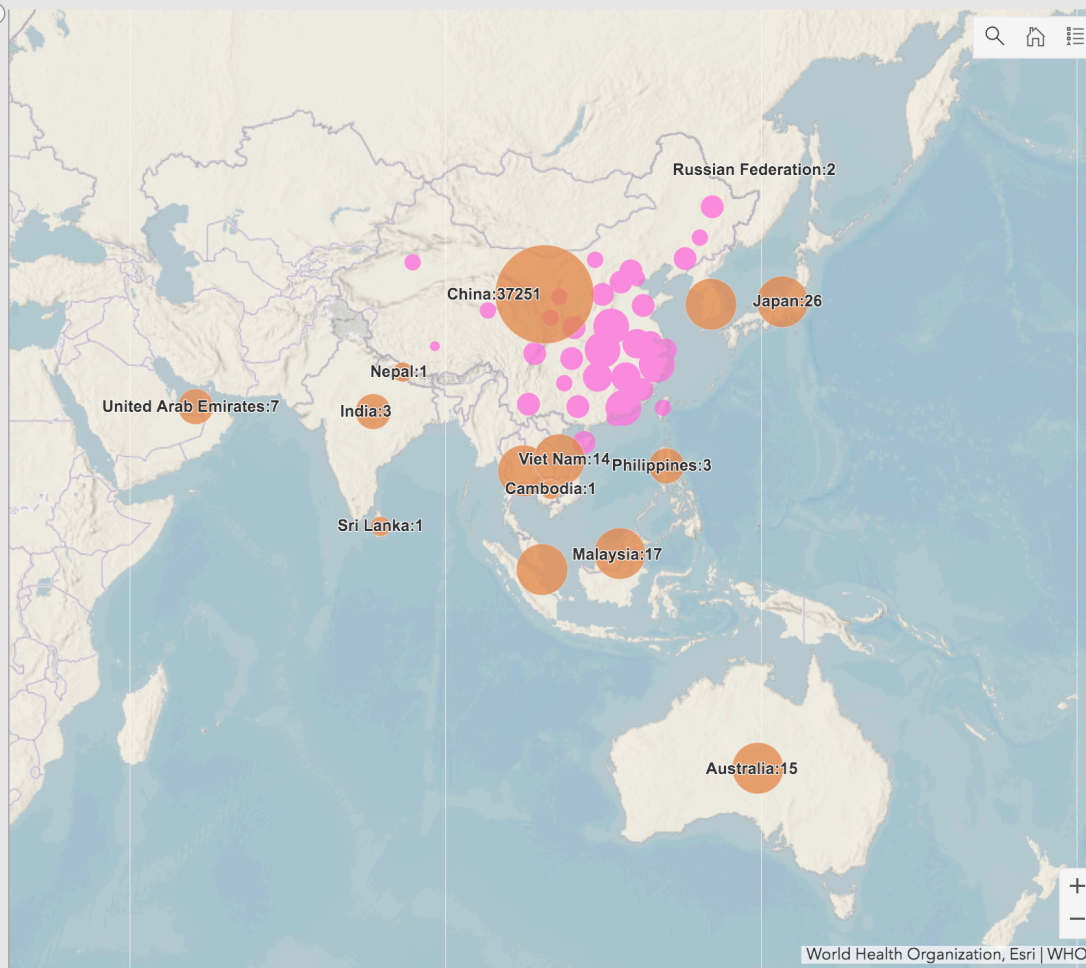 Russian Federation:2
China:37251
Japan:26
Nepal:1
United Arab Emirates:7
India:3
Viet Nam:14
Philippines:3
Cambodia:1
Sri Lanka:1
Malaysia:17
Australia:15
+
−
World Health Organization, Esri | WHO